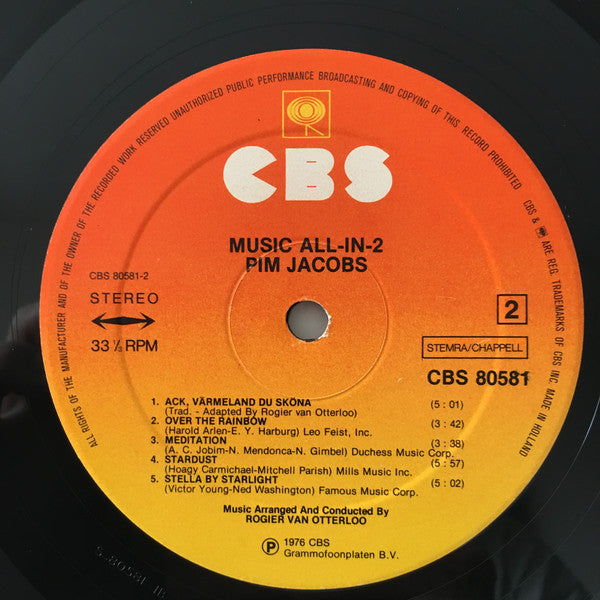 ALL RIGHTS OF THE MANUFACTURER AND OF THE OWNER OF THE RECORDED WORK RESERVED UNAUTHORIZED PUBLIC PERFORMANCE BROADCASTING AND COPYING OF THIS RECORD PROHIBITED
CBS & ARE REG. TRADEMARKS OF CBS INC. MADE IN HOLLAND
CBS
MUSIC ALL-IN-2
PIM JACOBS
CBS 80581-2
STEREO
33⅓ RPM
2
STEMRA/CHAPPELL
CBS 80581
1. ACK, VÄRMELAND DU SKÖNA (5 : 01)
(Trad. - Adapted By Rogier van Otterloo)
2. OVER THE RAINBOW (3 : 42)
(Harold Arlen-E. Y. Harburg) Leo Feist, Inc.
3. MEDITATION (3 : 38)
(A. C. Jobim-N. Mendonca-N. Gimbel) Duchess Music Corp.
4. STARDUST (5 : 57)
(Hoagy Carmichael-Mitchell Parish) Mills Music Inc.
5. STELLA BY STARLIGHT (5 : 02)
(Victor Young-Ned Washington) Famous Music Corp.
Music Arranged And Conducted By
ROGIER VAN OTTERLOO
Ⓟ 1976 CBS
Grammofoonplaten B.V.